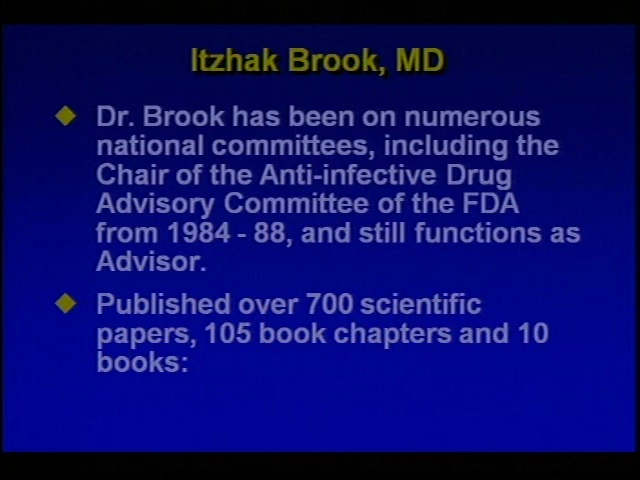 Itzhak Brook, MD
Dr. Brook has been on numerous
national committees, including the
Chair of the Anti-infective Drug
Advisory Committee of the FDA
from 1984 - 88, and still functions as
Advisor.
Published over 700 scientific
papers, 105 book chapters and 10
books: